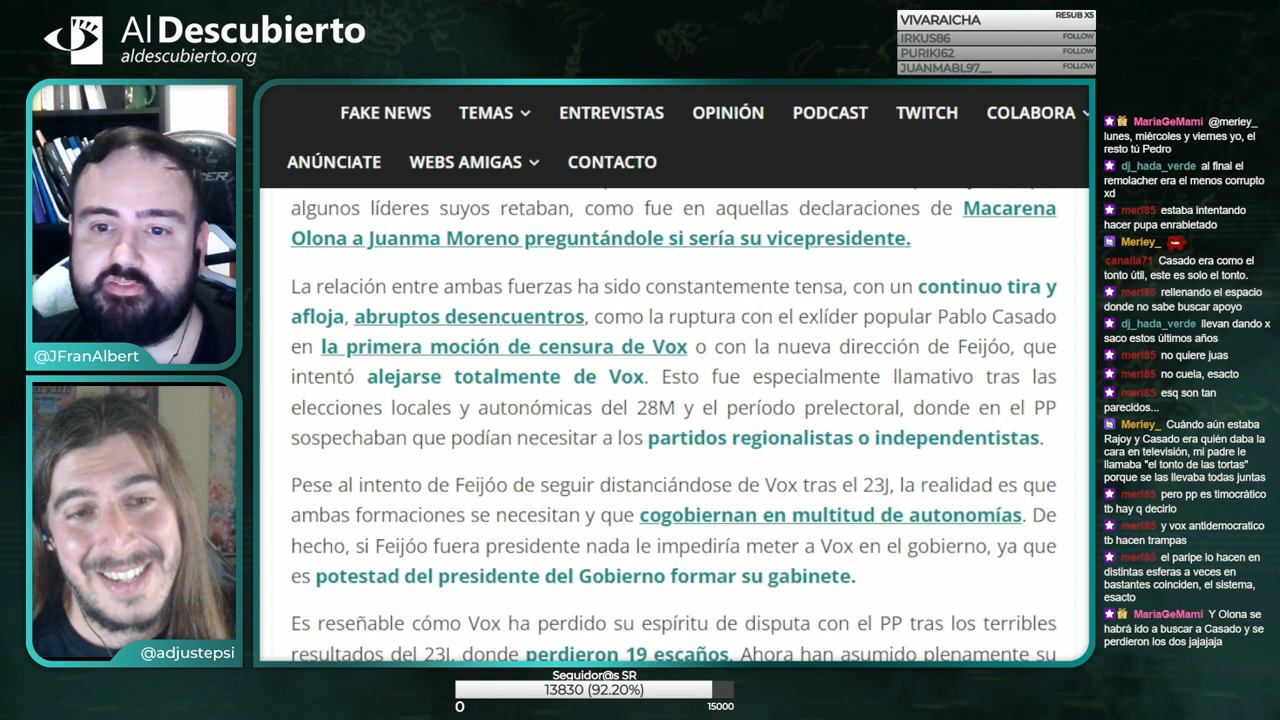 Al Descubierto
aldescubierto.org
VIVARAICHA RESUB X5
IRKUS86 FOLLOW
PURIKI62 FOLLOW
JUANMABL97__ FOLLOW
FAKE NEWS TEMAS ENTREVISTAS OPINIÓN PODCAST TWITCH COLABORA
ANÚNCIATE WEBS AMIGAS CONTACTO
algunos líderes suyos retaban, como fue en aquellas declaraciones de Macarena
Olona a Juanma Moreno preguntándole si sería su vicepresidente.
La relación entre ambas fuerzas ha sido constantemente tensa, con un continuo tira y
afloja, abruptos desencuentros, como la ruptura con el exlíder popular Pablo Casado
en la primera moción de censura de Vox o con la nueva dirección de Feijóo, que
intentó alejarse totalmente de Vox. Esto fue especialmente llamativo tras las
elecciones locales y autonómicas del 28M y el período prelectoral, donde en el PP
sospechaban que podían necesitar a los partidos regionalistas o independentistas.
Pese al intento de Feijóo de seguir distanciándose de Vox tras el 23J, la realidad es que
ambas formaciones se necesitan y que cogobiernan en multitud de autonomías. De
hecho, si Feijóo fuera presidente nada le impediría meter a Vox en el gobierno, ya que
es potestad del presidente del Gobierno formar su gabinete.
Es reseñable cómo Vox ha perdido su espíritu de disputa con el PP tras los terribles
resultados del 23J, donde perdieron 19 escaños. Ahora han asumido plenamente su
@JFranAlbert
@adjustepsi
MariaGeMami @meriey_
lunes, miércoles y viernes yo, el
resto tú Pedro
dj_hada_verde al final el
remolacher era el menos corrupto
xd
merl85 estaba intentando
hacer pupa enrabietado
Meriey_
canalla71 Casado era como el
tonto útil, este es solo el tonto.
merl85 rellenando el espacio
donde no sabe buscar apoyo
dj_hada_verde llevan dando x
saco estos últimos años
merl85 no quiere juas
merl85 no cuela, esacto
merl85 esq son tan
parecidos...
Meriey_ Cuándo aún estaba
Rajoy y Casado era quién daba la
cara en televisión, mi padre le
llamaba "el tonto de las tortas"
porque se las llevaba todas juntas
merl85 pero pp es timocrático
tb hay q decirlo
merl85 y vox antidemocratico
tb hacen trampas
merl85 el paripe lo hacen en
distintas esferas a veces en
bastantes coinciden, el sistema,
esacto
MariaGeMami Y Olona se
habrá ido a buscar a Casado y se
perdieron los dos jajajaja
Seguidor@s SR
13830 (92.20%)
0 15000